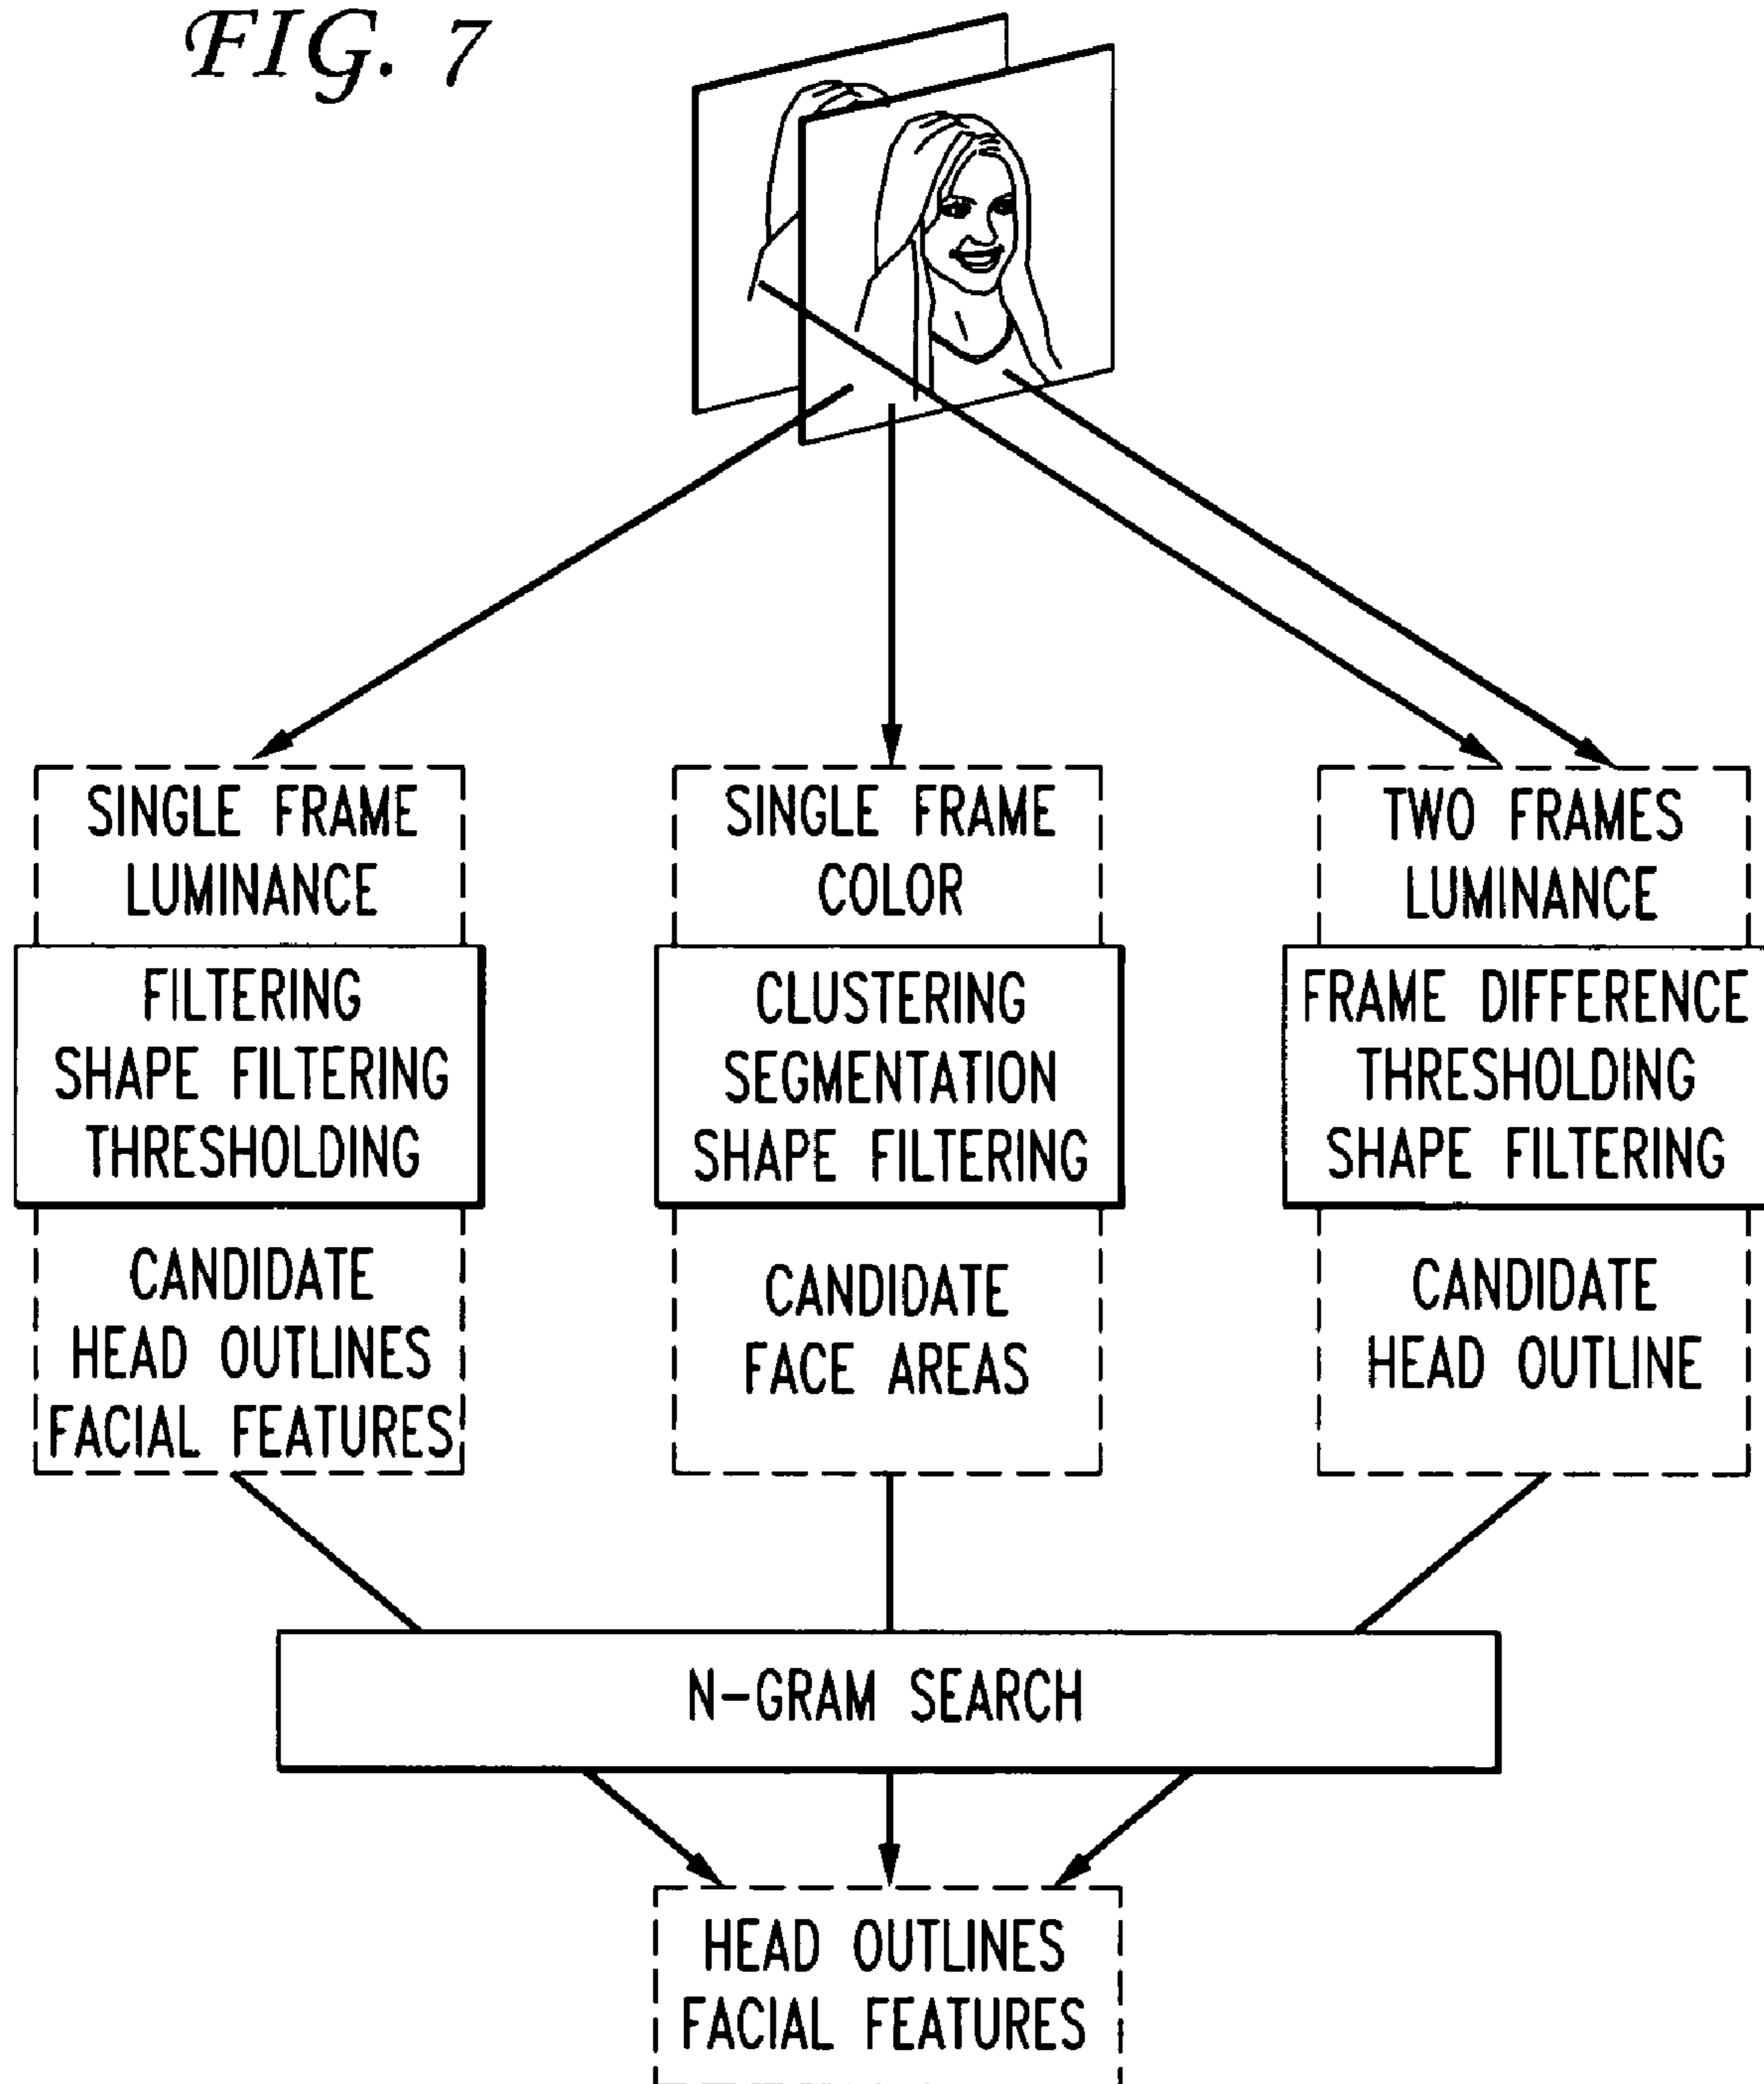 FIG. 7
SINGLE FRAME
LUMINANCE
FILTERING
SHAPE FILTERING
THRESHOLDING
CANDIDATE
HEAD OUTLINES
FACIAL FEATURES
SINGLE FRAME
COLOR
CLUSTERING
SEGMENTATION
SHAPE FILTERING
CANDIDATE
FACE AREAS
TWO FRAMES
LUMINANCE
FRAME DIFFERENCE
THRESHOLDING
SHAPE FILTERING
CANDIDATE
HEAD OUTLINE
N-GRAM SEARCH
HEAD OUTLINES
FACIAL FEATURES